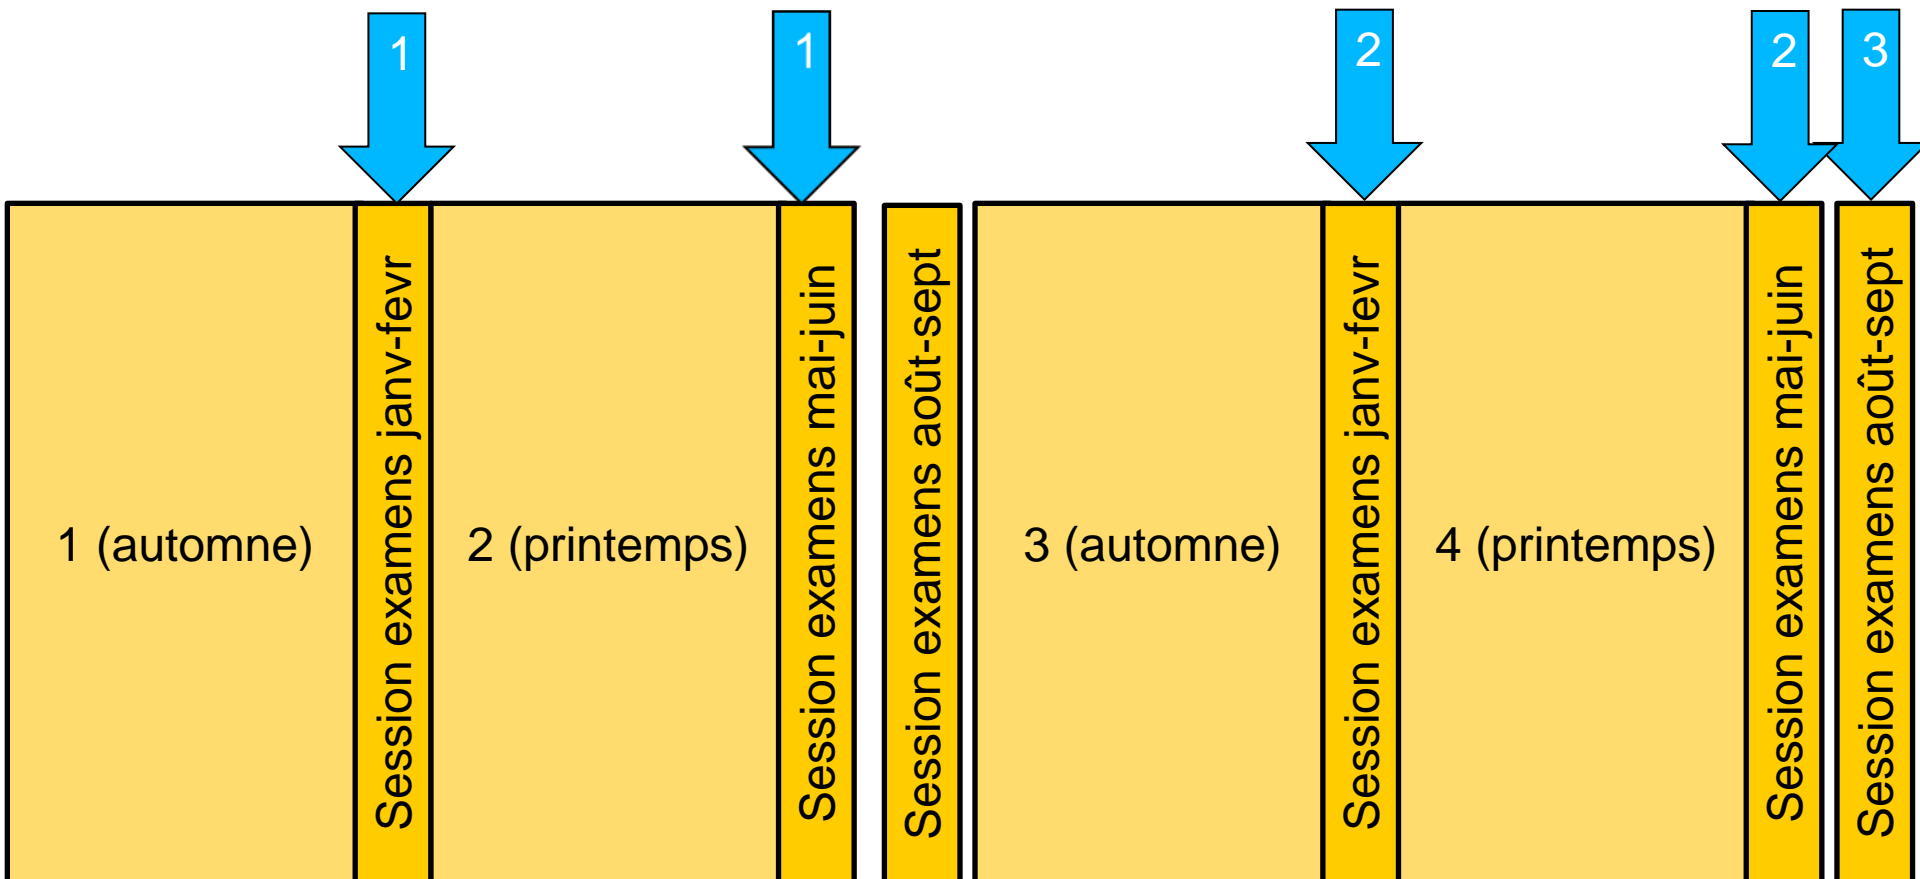 1
1
2
2
3
1 (automne)
Session examens janv-fevr
2 (printemps)
Session examens mai-juin
Session examens août-sept
3 (automne)
Session examens janv-fevr
4 (printemps)
Session examens mai-juin
Session examens août-sept